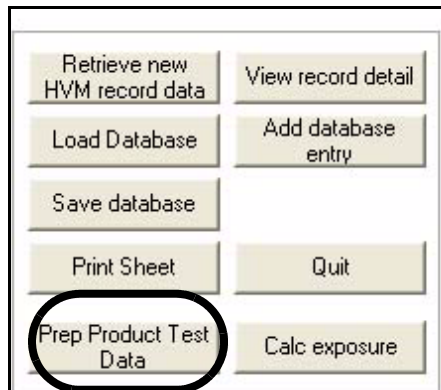 Retrieve new
HVM record data
View record detail
Load Database
Add database
entry
Save database
Print Sheet
Quit
Prep Product Test
Data
Calc exposure